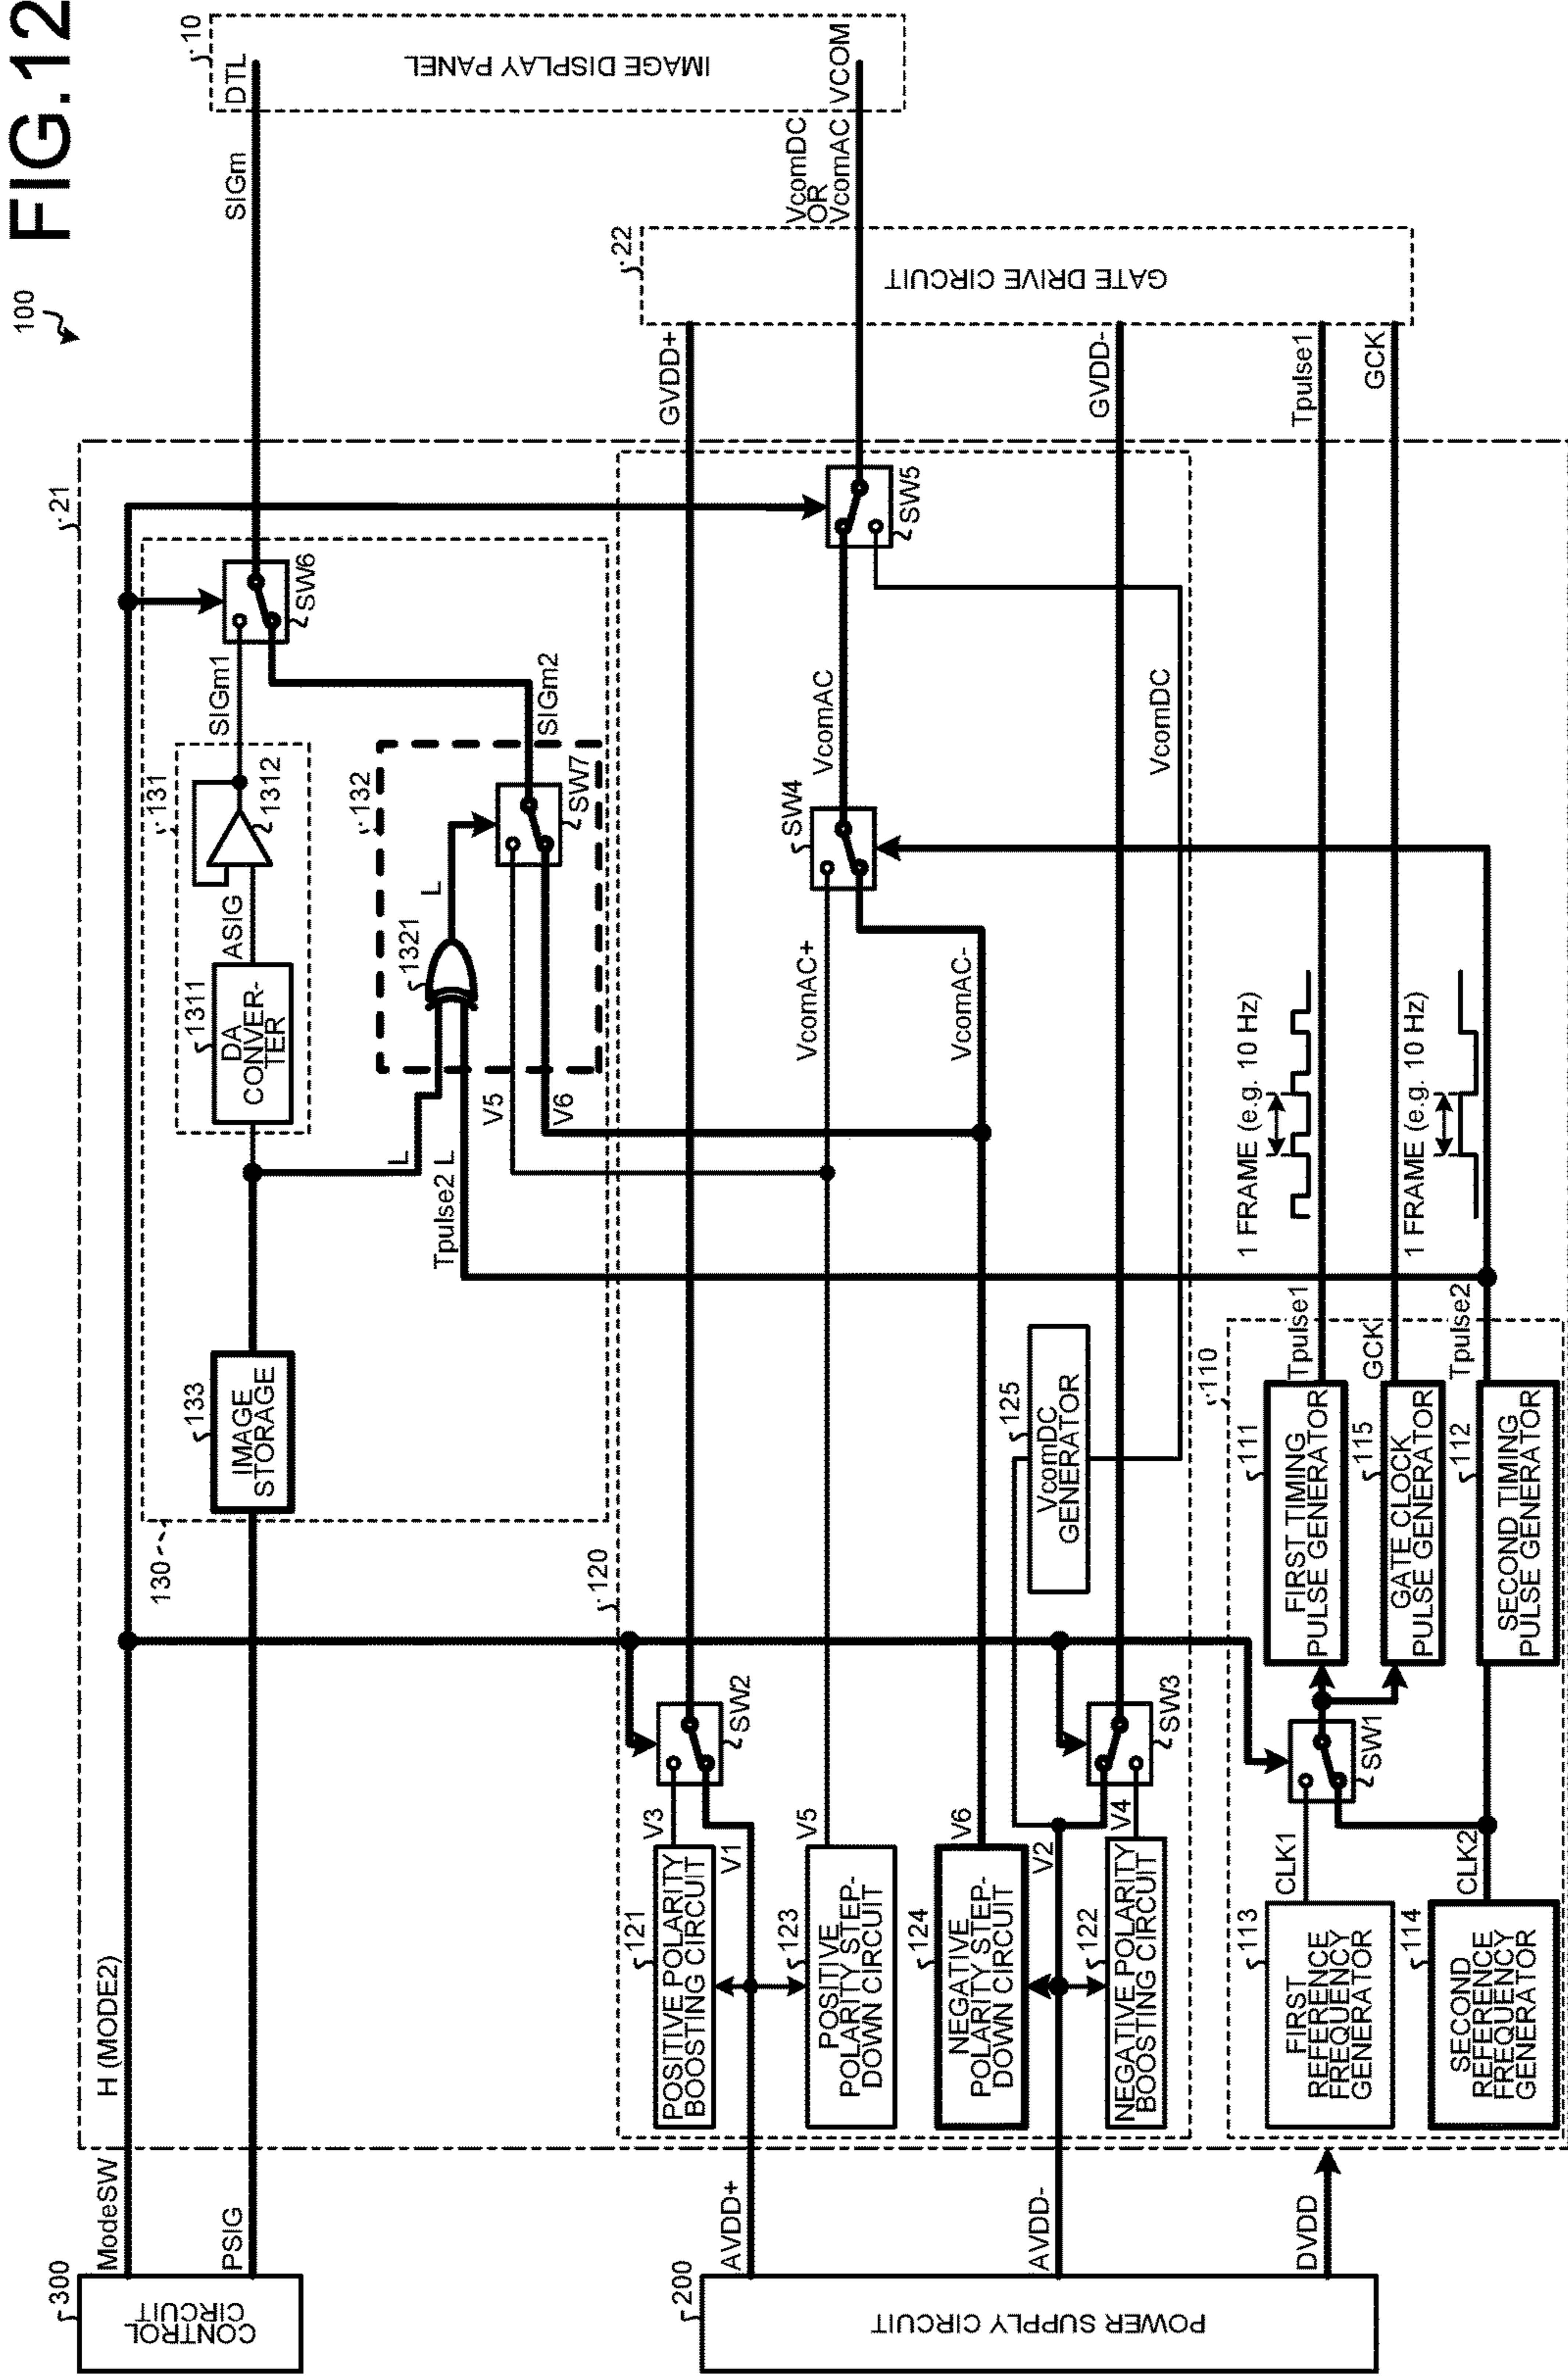 FIG.12
100
300
CONTROL
CIRCUIT
ModeSW
H (MODE2)
PSIG
21
130
133
IMAGE
STORAGE
131
1311
DA
CONVER-
TER
ASIG
1312
SIGm1
SW6
SIGm
10
DTL
IMAGE DISPLAY PANEL
VCOM
L
Tpulse2 L
132
1321
L
V5
V6
SW7
SIGm2
200
POWER SUPPLY CIRCUIT
AVDD+
AVDD-
DVDD
120
121
POSITIVE POLARITY
BOOSTING CIRCUIT
V3
V1
SW2
GVDD+
123
POSITIVE
POLARITY STEP-
DOWN CIRCUIT
V5
VcomAC+
124
NEGATIVE
POLARITY STEP-
DOWN CIRCUIT
V6
VcomAC-
SW4
VcomAC
SW5
VcomDC
OR
VcomAC
22
GATE DRIVE CIRCUIT
V2
122
NEGATIVE POLARITY
BOOSTING CIRCUIT
V4
SW3
125
VcomDC
GENERATOR
VcomDC
GVDD-
110
113
FIRST
REFERENCE
FREQUENCY
GENERATOR
CLK1
SW1
114
SECOND
REFERENCE
FREQUENCY
GENERATOR
CLK2
111
FIRST TIMING
PULSE GENERATOR
Tpulse1
1 FRAME (e.g. 10 Hz)
Tpulse1
115
GATE CLOCK
PULSE GENERATOR
GCK
GCK
112
SECOND TIMING
PULSE GENERATOR
Tpulse2
1 FRAME (e.g. 10 Hz)